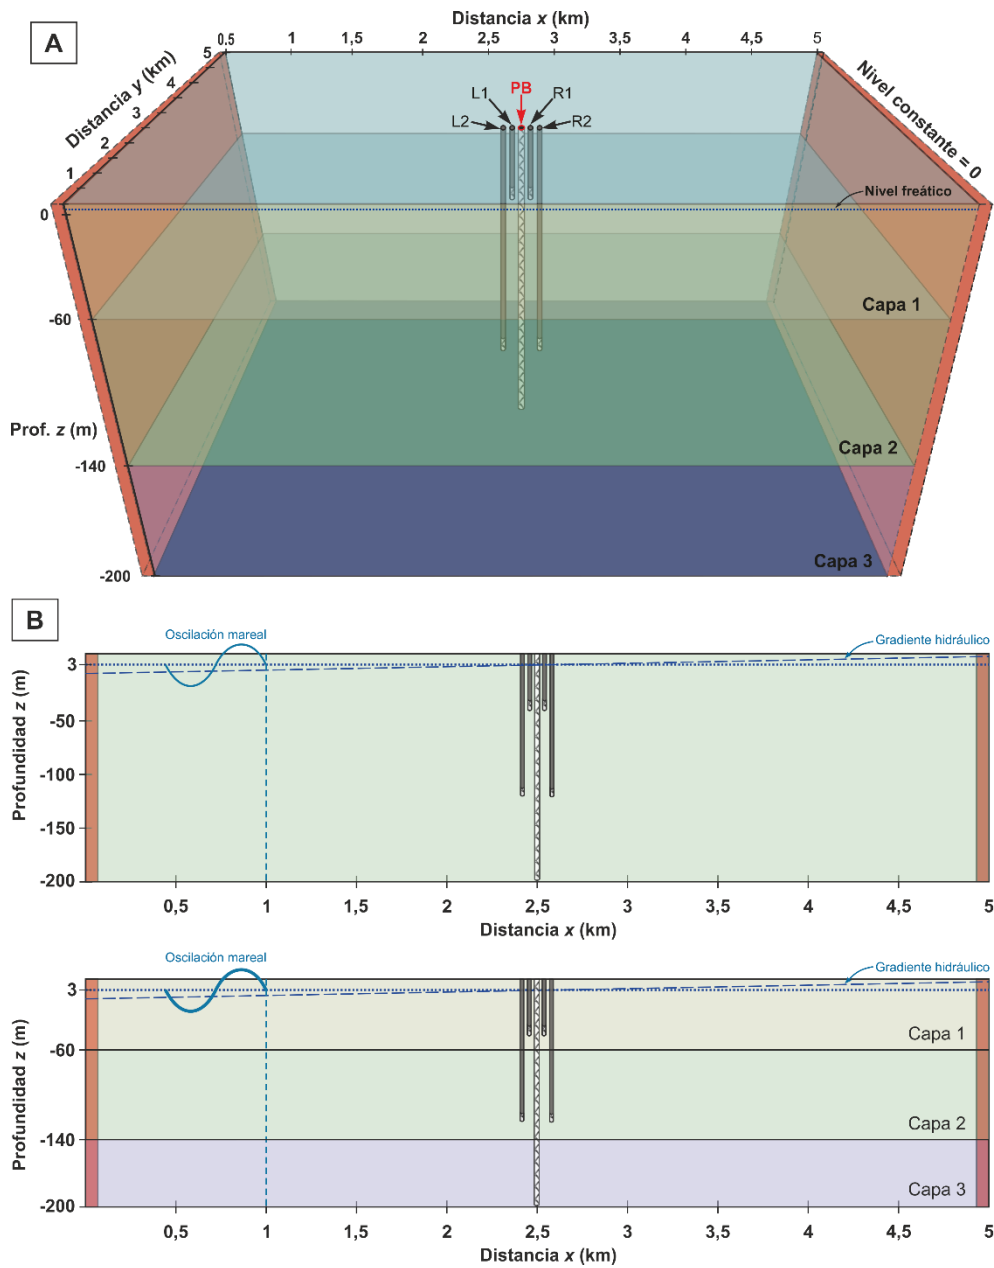 A
Distancia x (km)
0,5 1 1,5 2 2,5 3 3,5 4 4,5 5
Distancia y (km)
5
4
3
2
1
0
Nivel constante = 0
PB
L1 R1
L2 R2
Nivel freático
-60
Capa 1
Prof. z (m)
-140
Capa 2
-200
Capa 3
B
Oscilación mareal
Gradiente hidráulico
Profundidad z (m)
3
-50
-100
-150
-200
0,5 1 1,5 2 2,5 3 3,5 4 4,5 5
Distancia x (km)
Oscilación mareal
Gradiente hidráulico
Profundidad z (m)
3
Capa 1
-60
Capa 2
-140
Capa 3
-200
0,5 1 1,5 2 2,5 3 3,5 4 4,5 5
Distancia x (km)